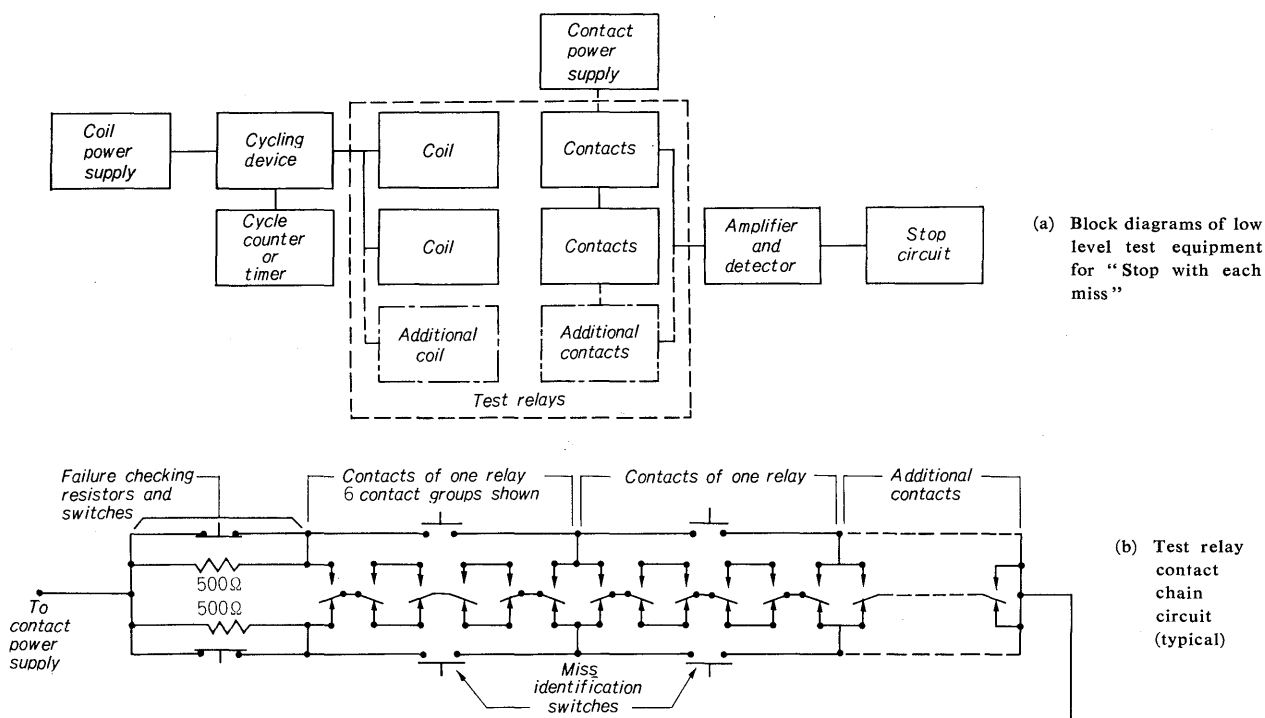 Contact
power
supply
Coil
power
supply
Cycling
device
Coil
Contacts
Cycle
counter
or
timer
Coil
Contacts
Amplifier
and
detector
Stop
circuit
Additional
coil
Additional
contacts
Test relays
(a) Block diagrams of low
level test equipment
for "Stop with each
miss"
Failure checking
resistors and
switches
Contacts of one relay
6 contact groups shown
Contacts of one relay
Additional
contacts
500Ω
500Ω
To
contact
power
supply
Miss
identification
switches
(b) Test relay
contact
chain
circuit
(typical)